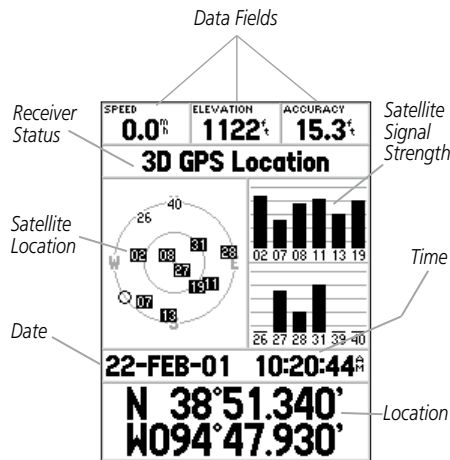 Data Fields
SPEED ELEVATION ACCURACY
0.0 m/h 1122 ft 15.3 ft
Receiver Status
3D GPS Location
Satellite Signal Strength
40
26
31
28
02 08
W E
27
19 11
07
13
S
Satellite Location
02 07 08 11 13 19
26 27 28 31 39 40
Time
Date
22-FEB-01 10:20:44 AM
N 38°51.340'
W094°47.930'
Location